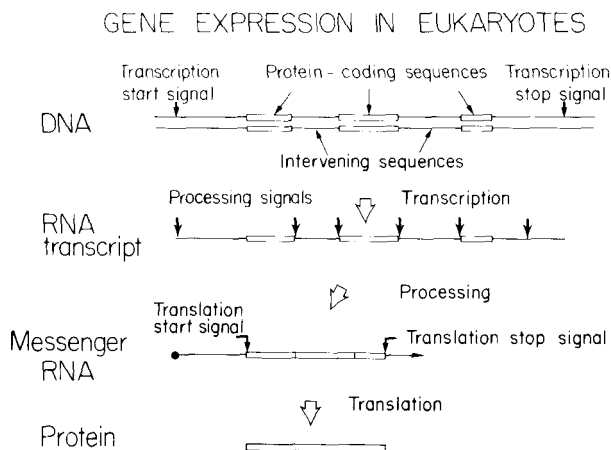 GENE EXPRESSION IN EUKARYOTES
Transcription
start signal
Protein-coding sequences
Transcription
stop signal
DNA
Intervening sequences
Processing signals
Transcription
RNA
transcript
Processing
Translation
start signal
Translation stop signal
Messenger
RNA
Translation
Protein